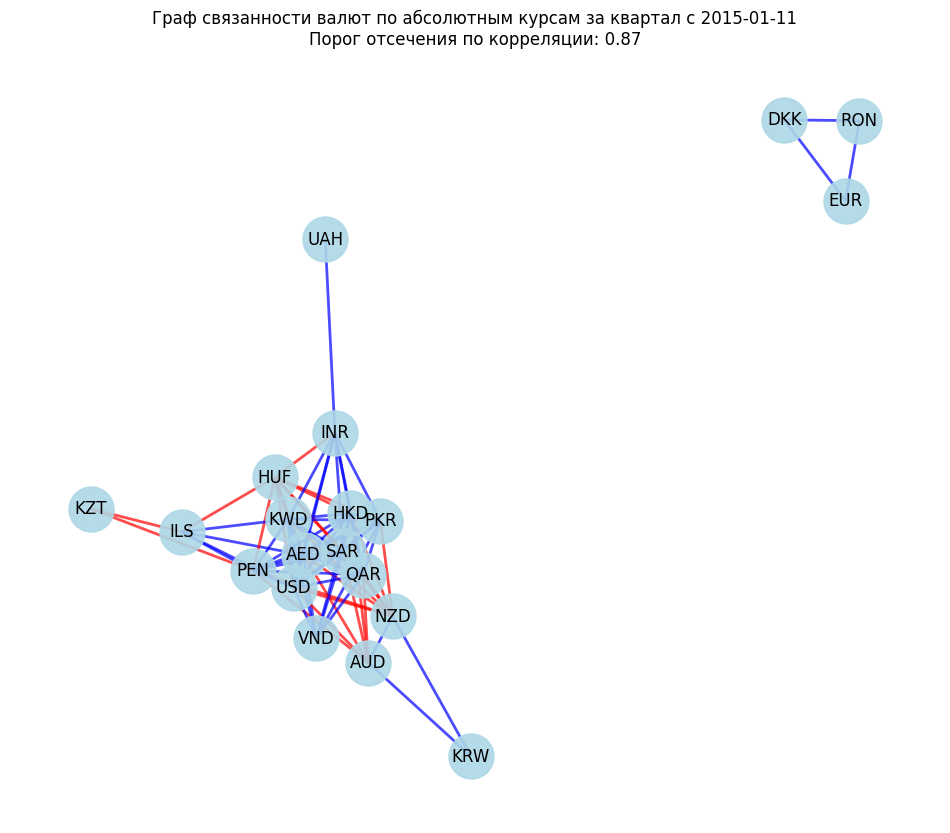 Граф связанности валют по абсолютным курсам за квартал с 2015-01-11
Порог отсечения по корреляции: 0.87
DKK
RON
EUR
UAH
INR
HUF
KZT
ILS
KWD
HKD
PKR
AED
SAR
PEN
USD
QAR
NZD
VND
AUD
KRW